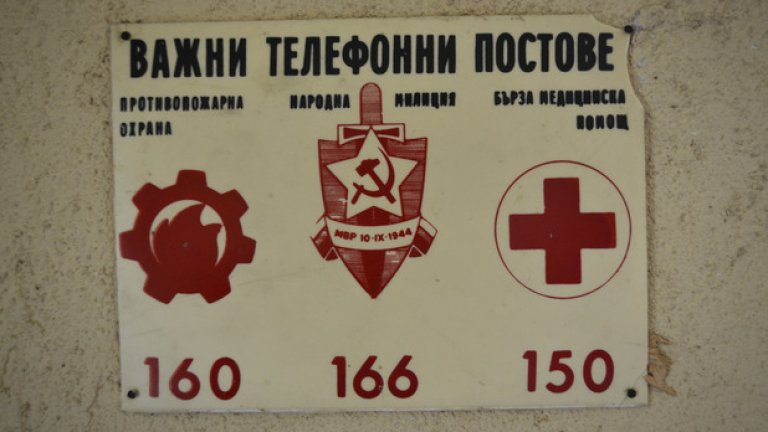 ВАЖНИ ТЕЛЕФОННИ ПОСТОВЕ
ПРОТИВОПОЖАРНА
ОХРАНА
НАРОДНА МИЛИЦИЯ
БЪРЗА МЕДИЦИНСКА
ПОМОЩ
МВР 10·IX·1944
160
166
150